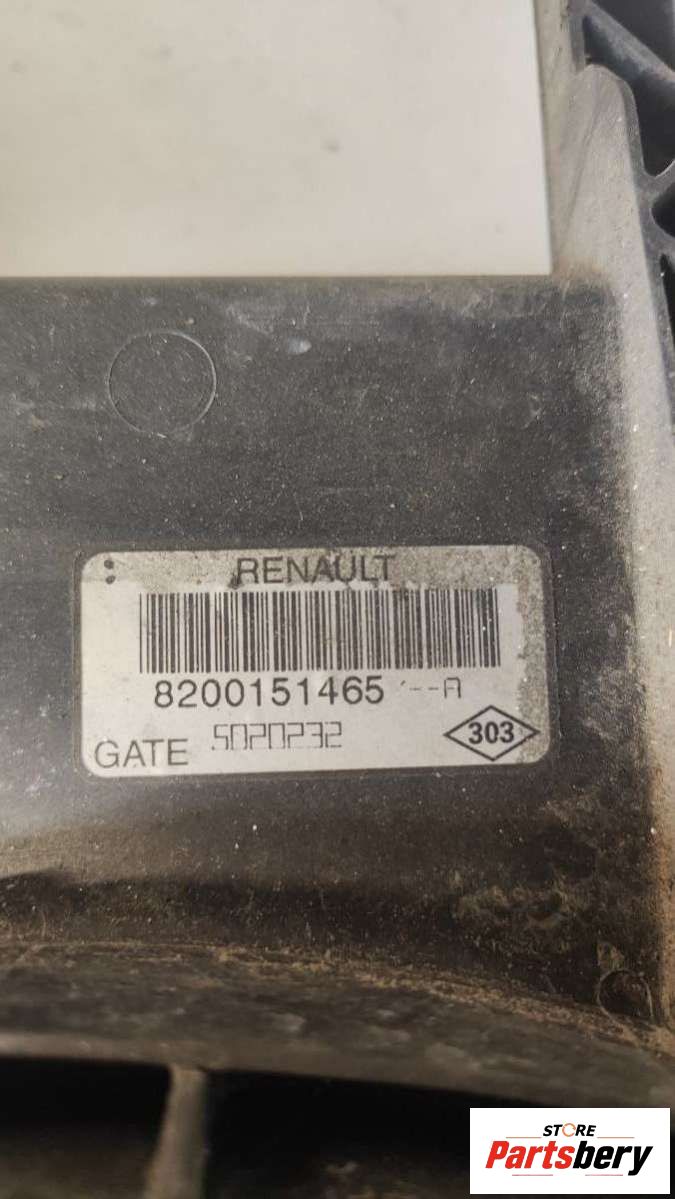 RENAULT
8200151465 --A
GATE 5020232
303
STORE
Partsbery